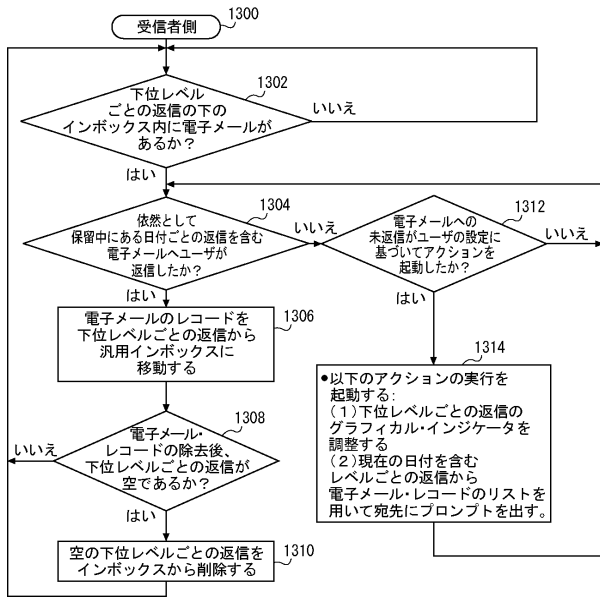 1300
受信者側
1302
下位レベル
ごとの返信の下の
インボックス内に電子メールが
あるか？
いいえ
はい
1304
依然として
保留中にある日付ごとの返信を含む
電子メールへユーザが
返信したか？
いいえ
はい
1312
電子メールへの
未返信がユーザの設定に
基づいてアクションを
起動したか？
いいえ
はい
1306
電子メールのレコードを
下位レベルごとの返信から
汎用インボックスに
移動する
1308
電子メール・
レコードの除去後、
下位レベルごとの返信が
空であるか？
いいえ
はい
1310
空の下位レベルごとの返信を
インボックスから削除する
1314
●以下のアクションの実行を
起動する：
（１）下位レベルごとの返信の
グラフィカル・インジケータを
調整する
（２）現在の日付を含む
レベルごとの返信から
電子メール・レコードのリストを
用いて宛先にプロンプトを出す。